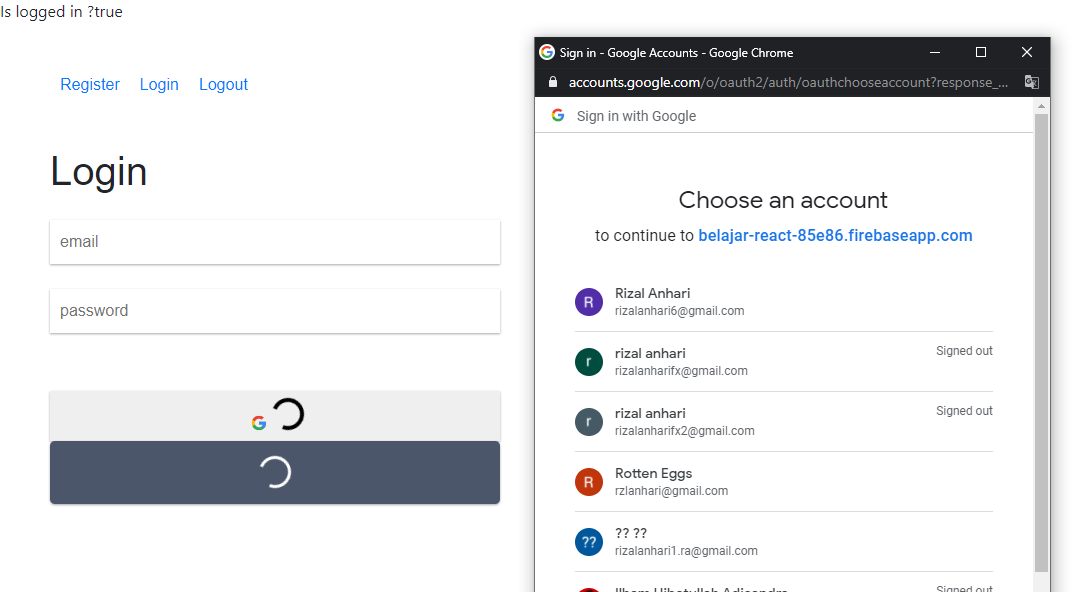 Is logged in ?true
Register Login Logout
Login
email
password
Sign in - Google Accounts - Google Chrome
accounts.google.com/o/oauth2/auth/oauthchooseaccount?response_...
Sign in with Google
Choose an account
to continue to belajar-react-85e86.firebaseapp.com
R
Rizal Anhari
rizalanhari6@gmail.com
r
rizal anhari
Signed out
rizalanharifx@gmail.com
r
rizal anhari
Signed out
rizalanharifx2@gmail.com
R
Rotten Eggs
rzlanhari@gmail.com
??
?? ??
rizalanhari1.ra@gmail.com
Signed out